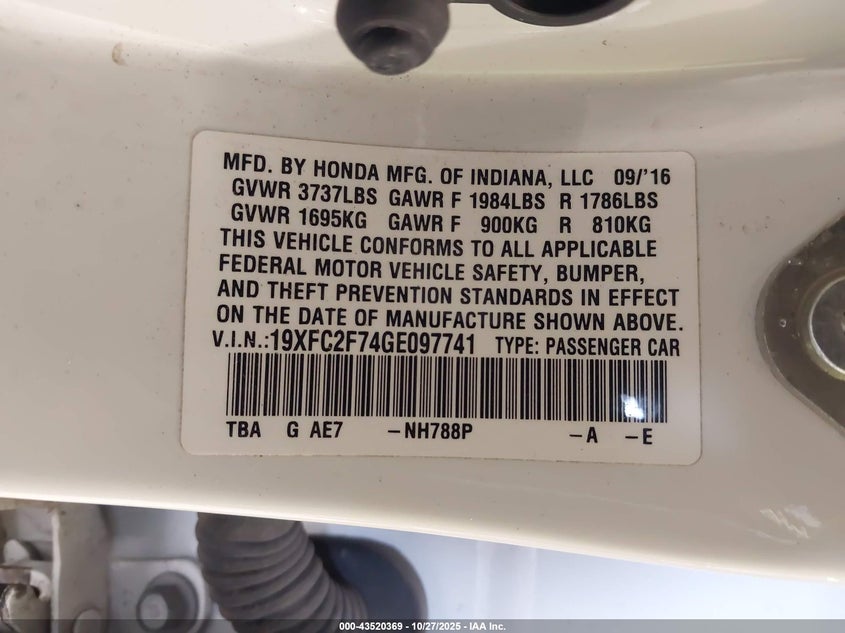 MFD. BY HONDA MFG. OF INDIANA, LLC 09/'16
GVWR 3737LBS GAWR F 1984LBS R 1786LBS
GVWR 1695KG GAWR F 900KG R 810KG
THIS VEHICLE CONFORMS TO ALL APPLICABLE
FEDERAL MOTOR VEHICLE SAFETY, BUMPER,
AND THEFT PREVENTION STANDARDS IN EFFECT
ON THE DATE OF MANUFACTURE SHOWN ABOVE.
V.I.N.:19XFC2F74GE097741 TYPE: PASSENGER CAR
TBA G AE7 -NH788P -A -E
000-43520369 - 10/27/2025 - IAA Inc.